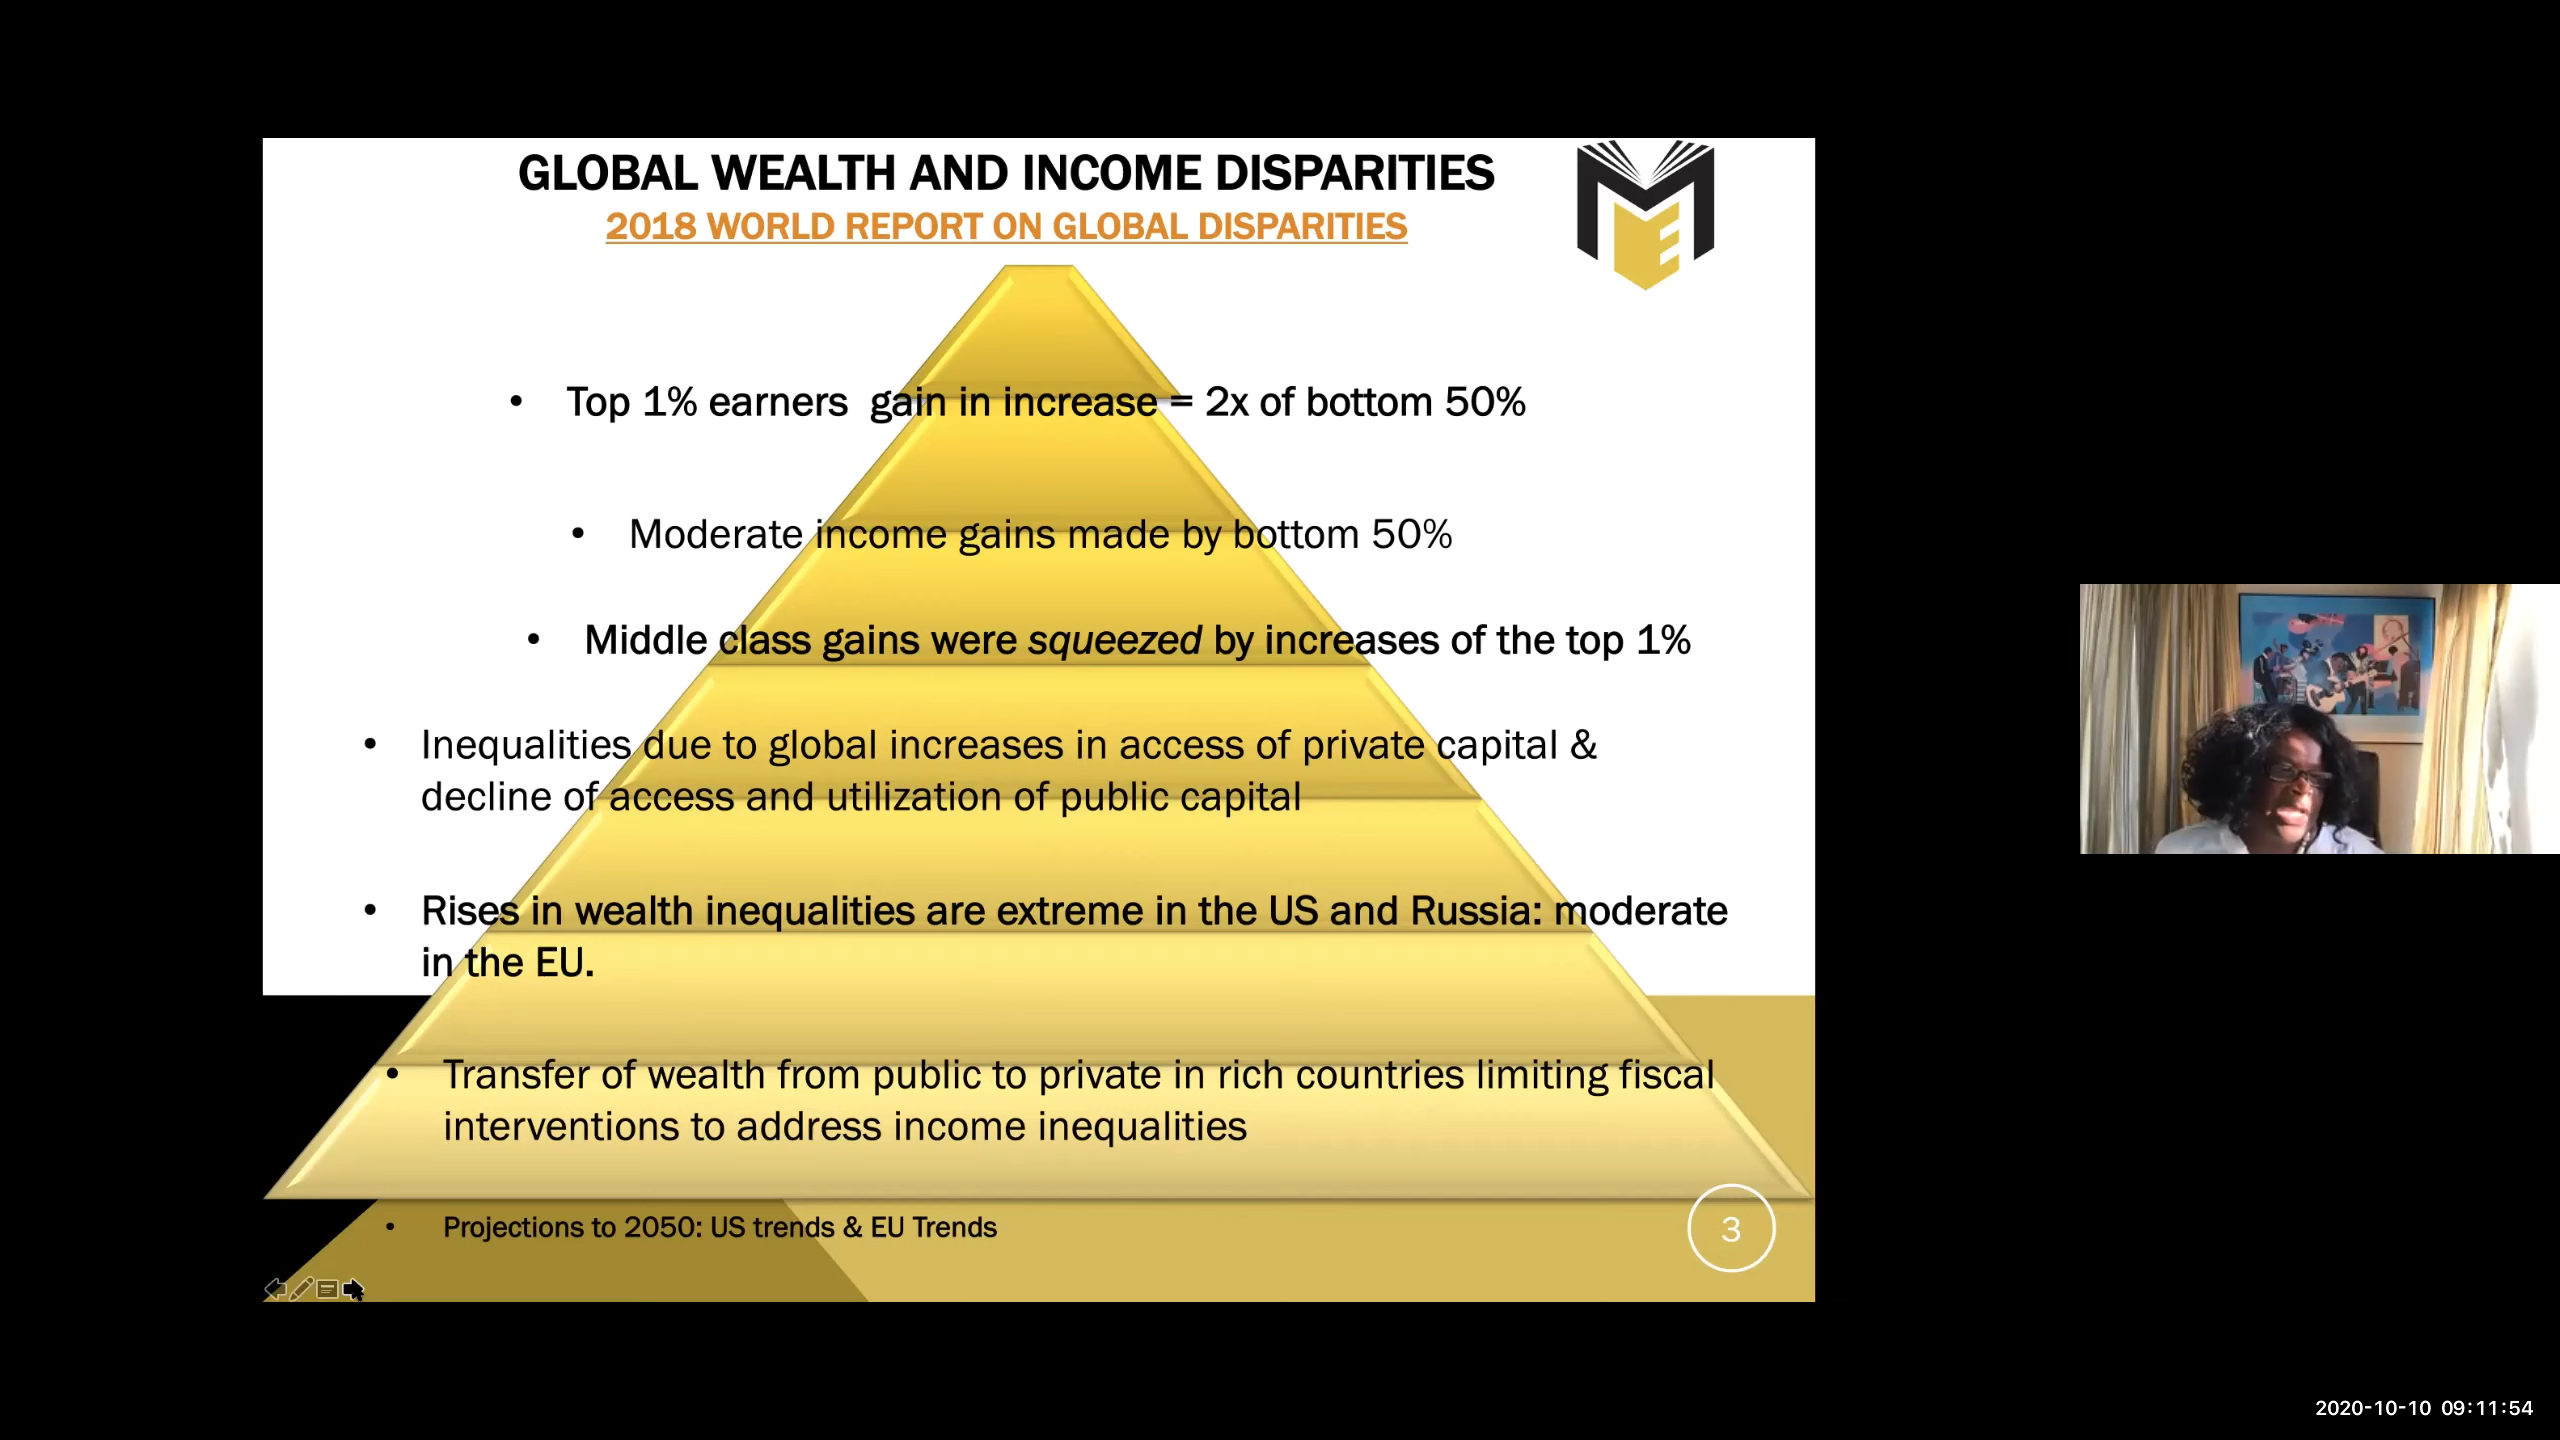 GLOBAL WEALTH AND INCOME DISPARITIES
2018 WORLD REPORT ON GLOBAL DISPARITIES
ME
• Top 1% earners  gain in increase = 2x of bottom 50%
• Moderate income gains made by bottom 50%
• Middle class gains were squeezed by increases of the top 1%
• Inequalities due to global increases in access of private capital &
decline of access and utilization of public capital
• Rises in wealth inequalities are extreme in the US and Russia: moderate
in the EU.
• Transfer of wealth from public to private in rich countries limiting fiscal
interventions to address income inequalities
• Projections to 2050: US trends & EU Trends
3
2020-10-10 09:11:54